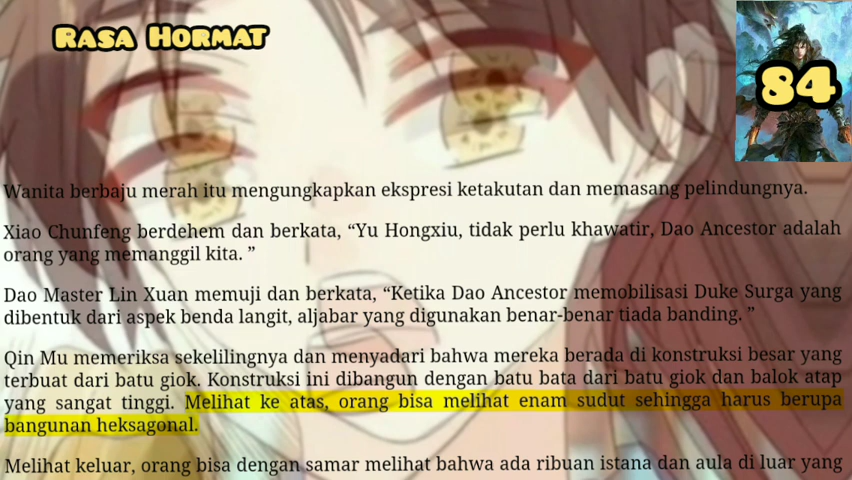 Rasa Hormat
84
Wanita berbaju merah itu mengungkapkan ekspresi ketakutan dan memasang pelindungnya.
Xiao Chunfeng berdehem dan berkata, “Yu Hongxiu, tidak perlu khawatir, Dao Ancestor adalah
orang yang memanggil kita. ”
Dao Master Lin Xuan memuji dan berkata, “Ketika Dao Ancestor memobilisasi Duke Surga yang
dibentuk dari aspek benda langit, aljabar yang digunakan benar-benar tiada banding. ”
Qin Mu memeriksa sekelilingnya dan menyadari bahwa mereka berada di konstruksi besar yang
terbuat dari batu giok. Konstruksi ini dibangun dengan batu bata dari batu giok dan balok atap
yang sangat tinggi. Melihat ke atas, orang bisa melihat enam sudut sehingga harus berupa
bangunan heksagonal.
Melihat keluar, orang bisa dengan samar melihat bahwa ada ribuan istana dan aula di luar yang